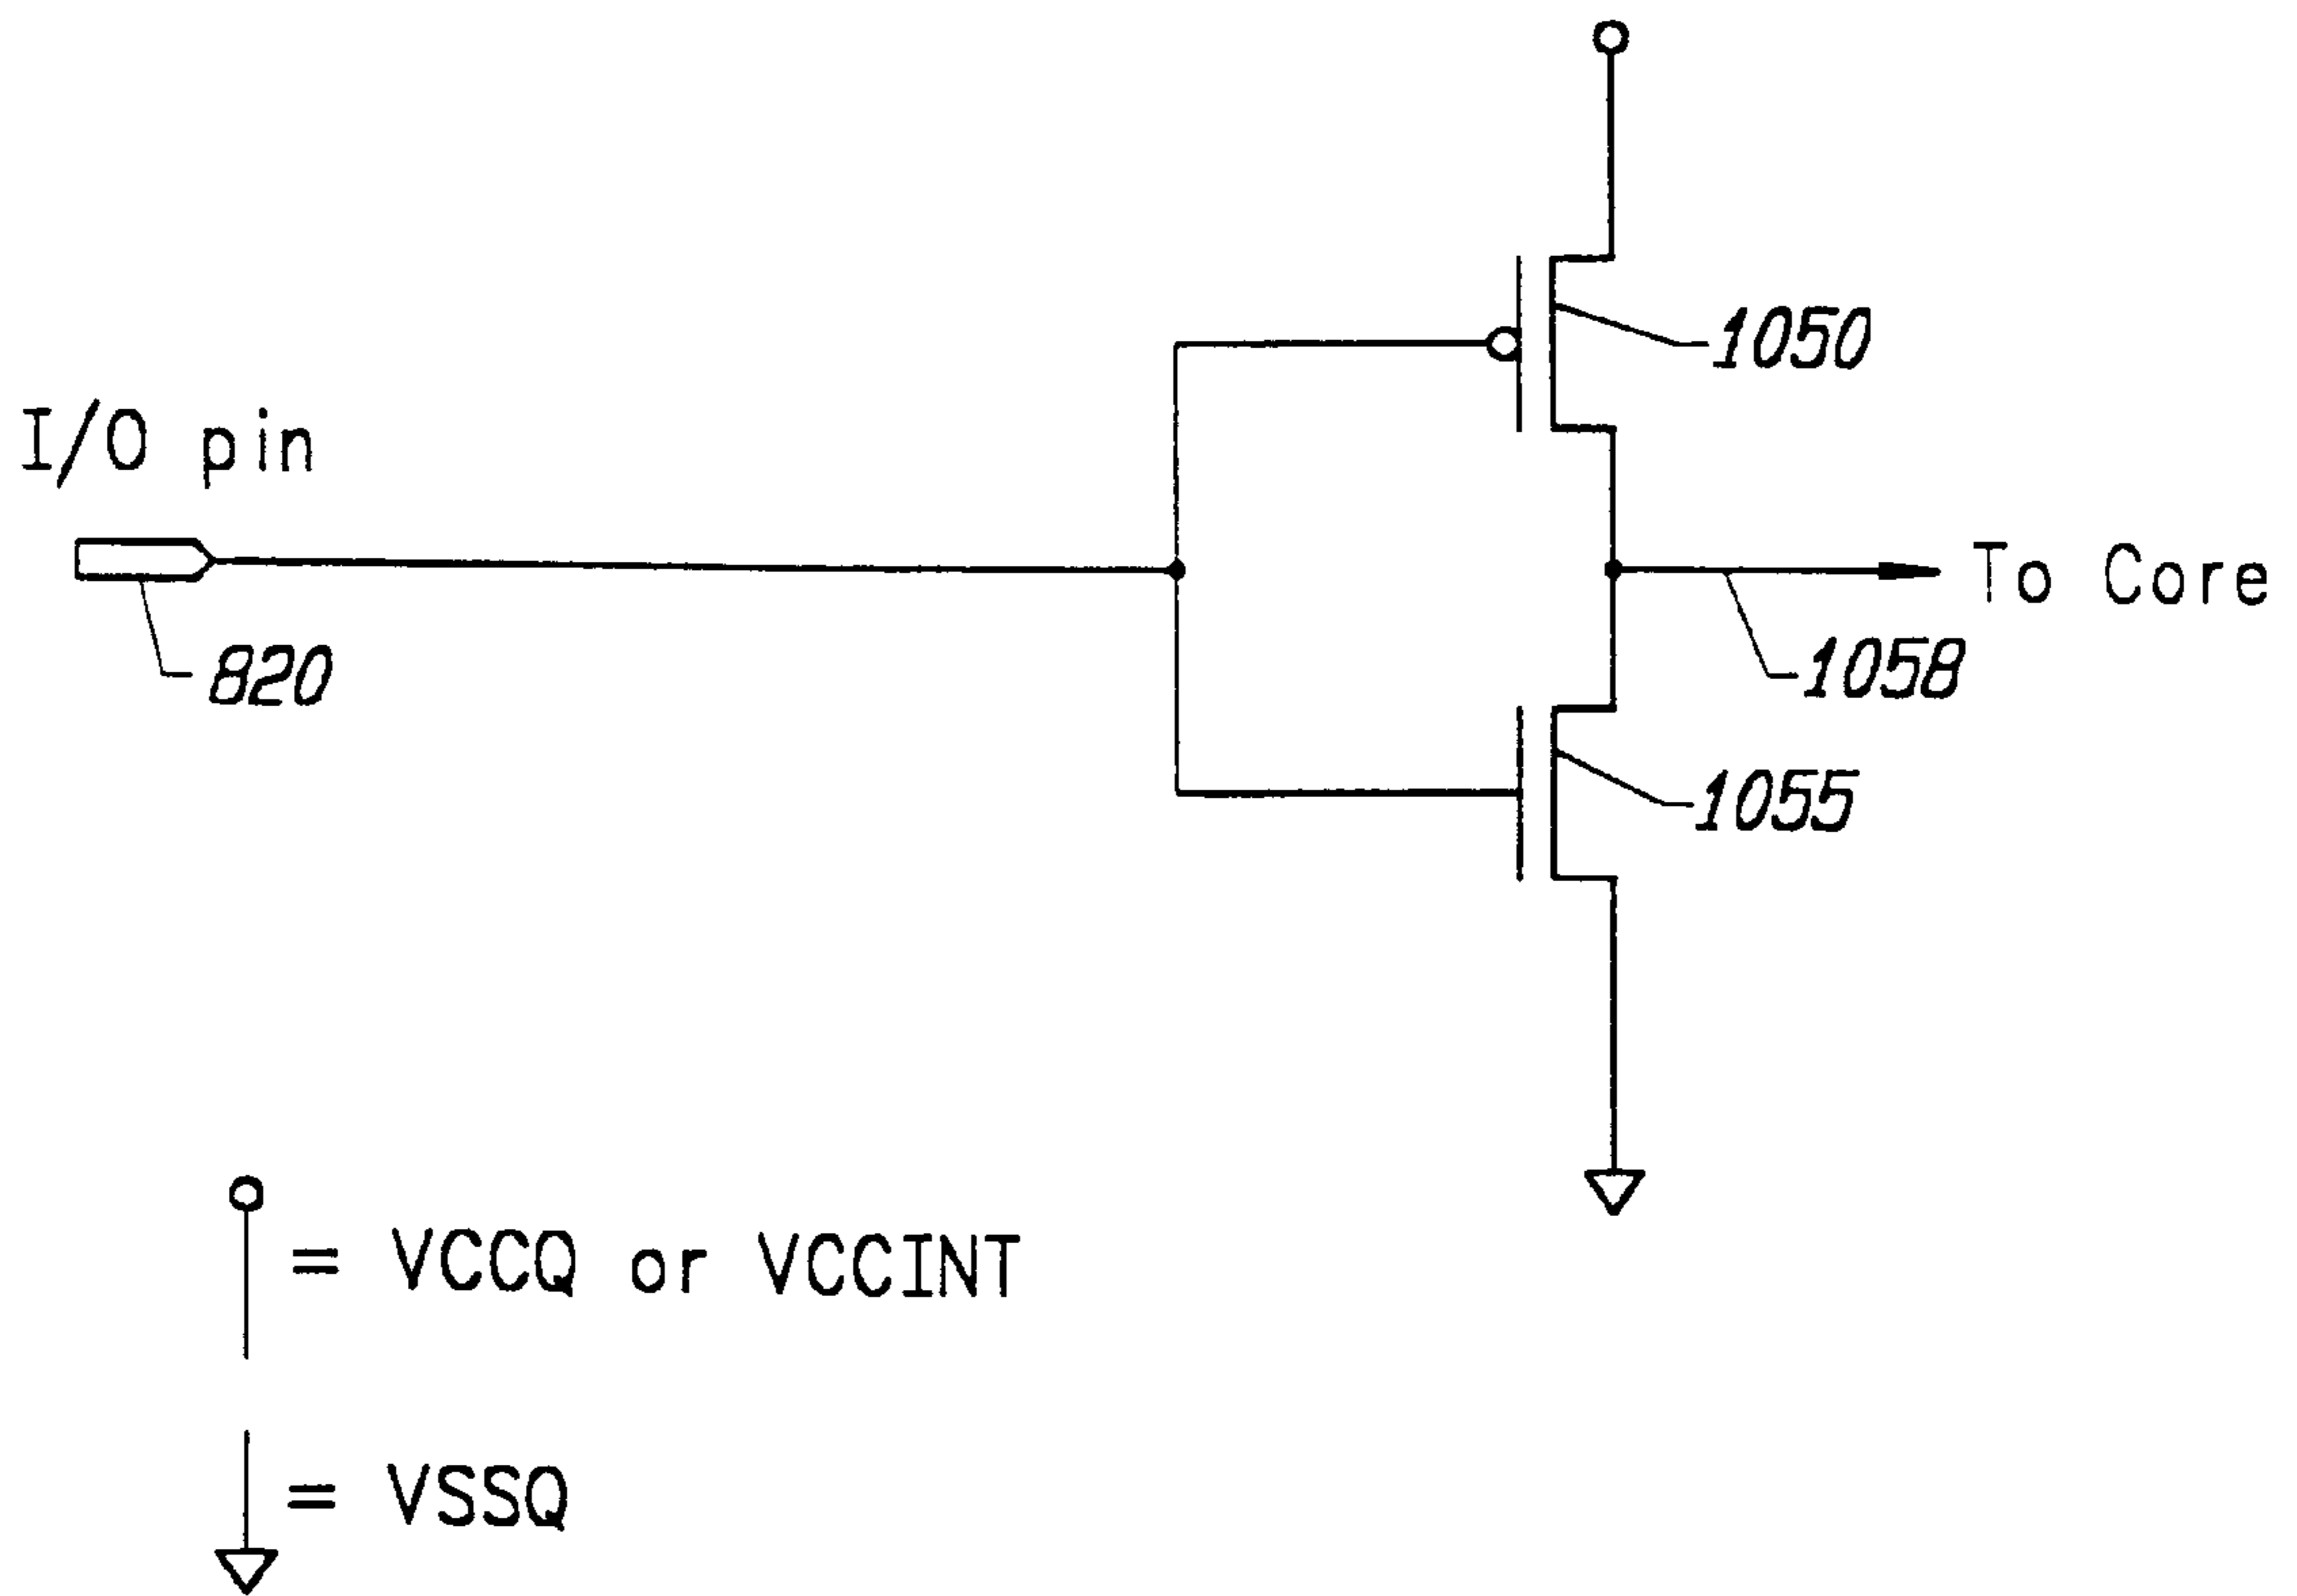 1050
I/O pin
To Core
820
1058
1055
= VCCQ or VCCINT
= VSSQ